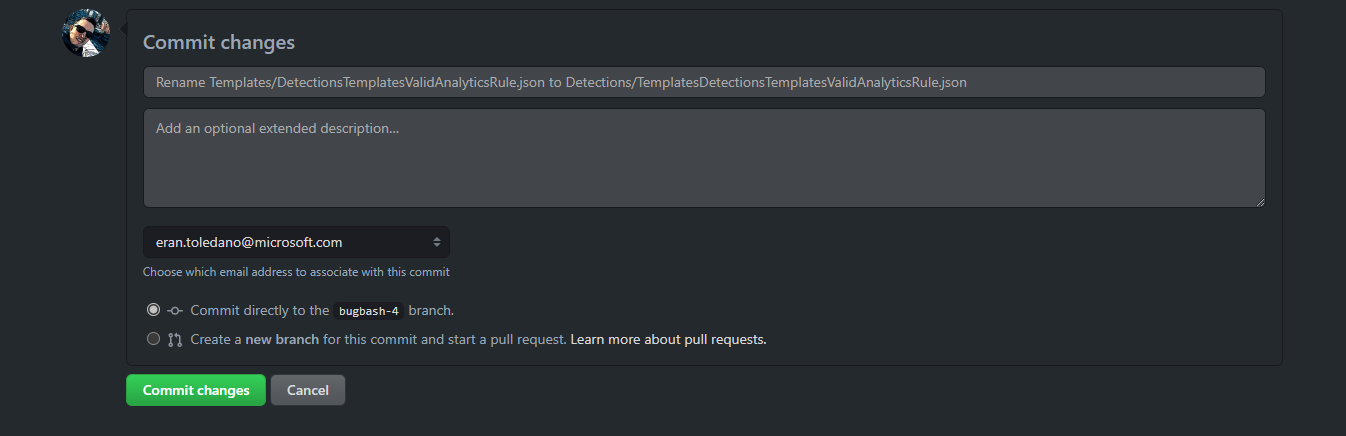 Commit changes
Rename Templates/DetectionsTemplatesValidAnalyticsRule.json to Detections/TemplatesDetectionsTemplatesValidAnalyticsRule.json
Add an optional extended description...
eran.toledano@microsoft.com
Choose which email address to associate with this commit
Commit directly to the bugbash-4 branch.
Create a new branch for this commit and start a pull request. Learn more about pull requests.
Commit changes Cancel